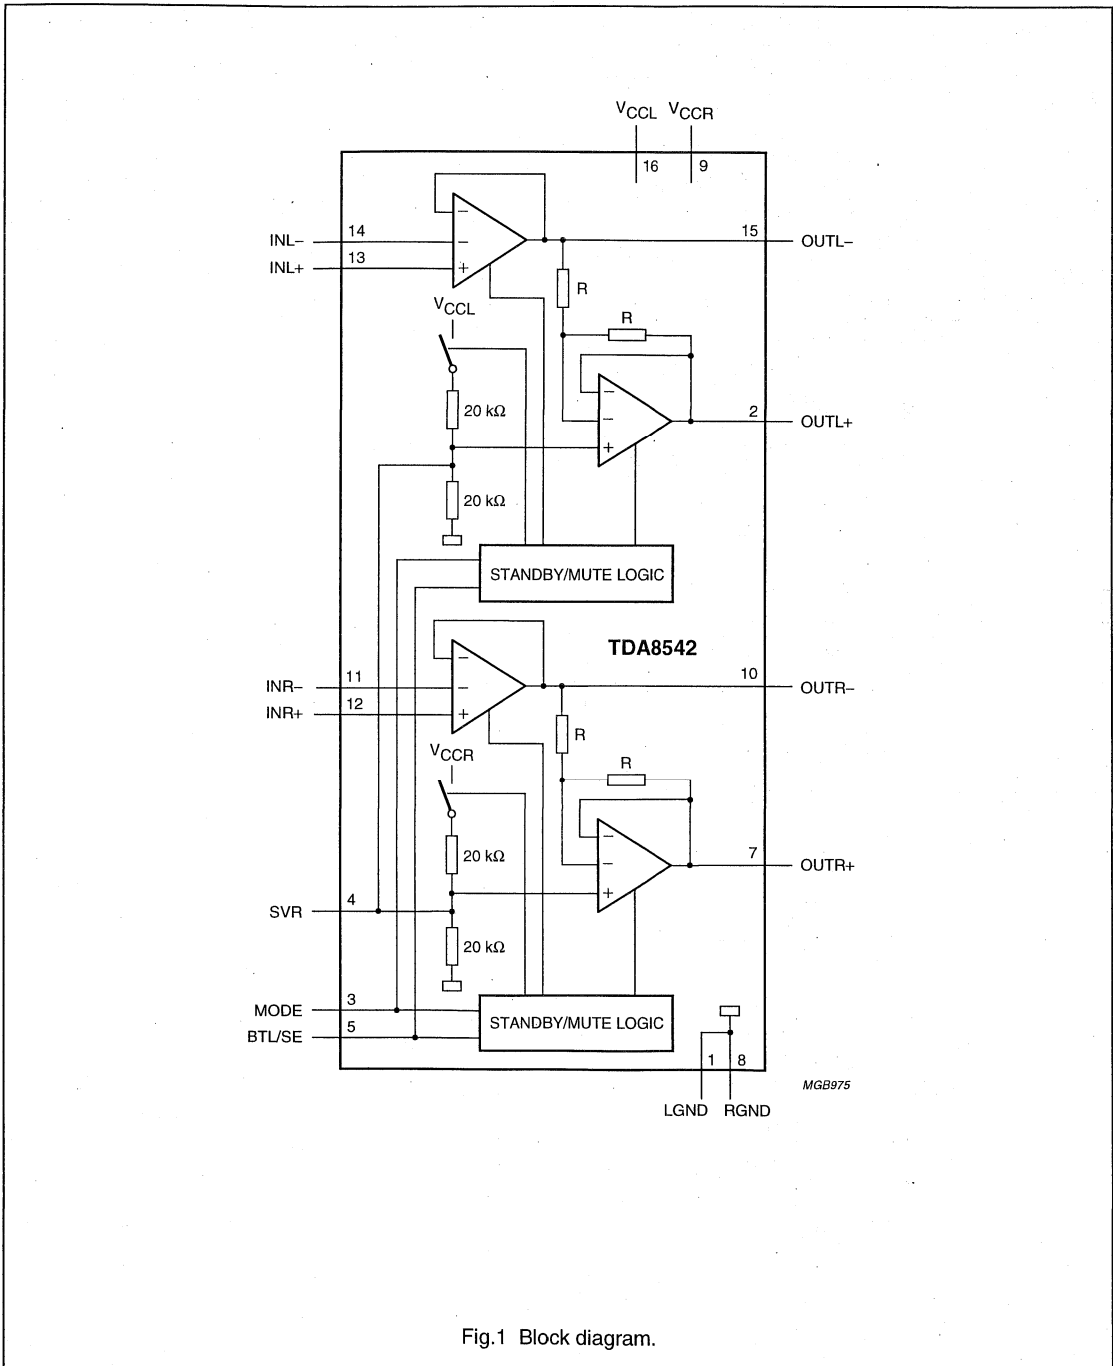 VCCL VCCR
16 9
INL− 14 15 OUTL−
INL+ 13
R
VCCL
R
20 kΩ
2 OUTL+
20 kΩ
STANDBY/MUTE LOGIC
TDA8542
INR− 11 10 OUTR−
INR+ 12
R
VCCR
R
20 kΩ
7 OUTR+
SVR 4
20 kΩ
MODE 3
STANDBY/MUTE LOGIC
BTL/SE 5
1 8
MGB975
LGND RGND
Fig.1 Block diagram.